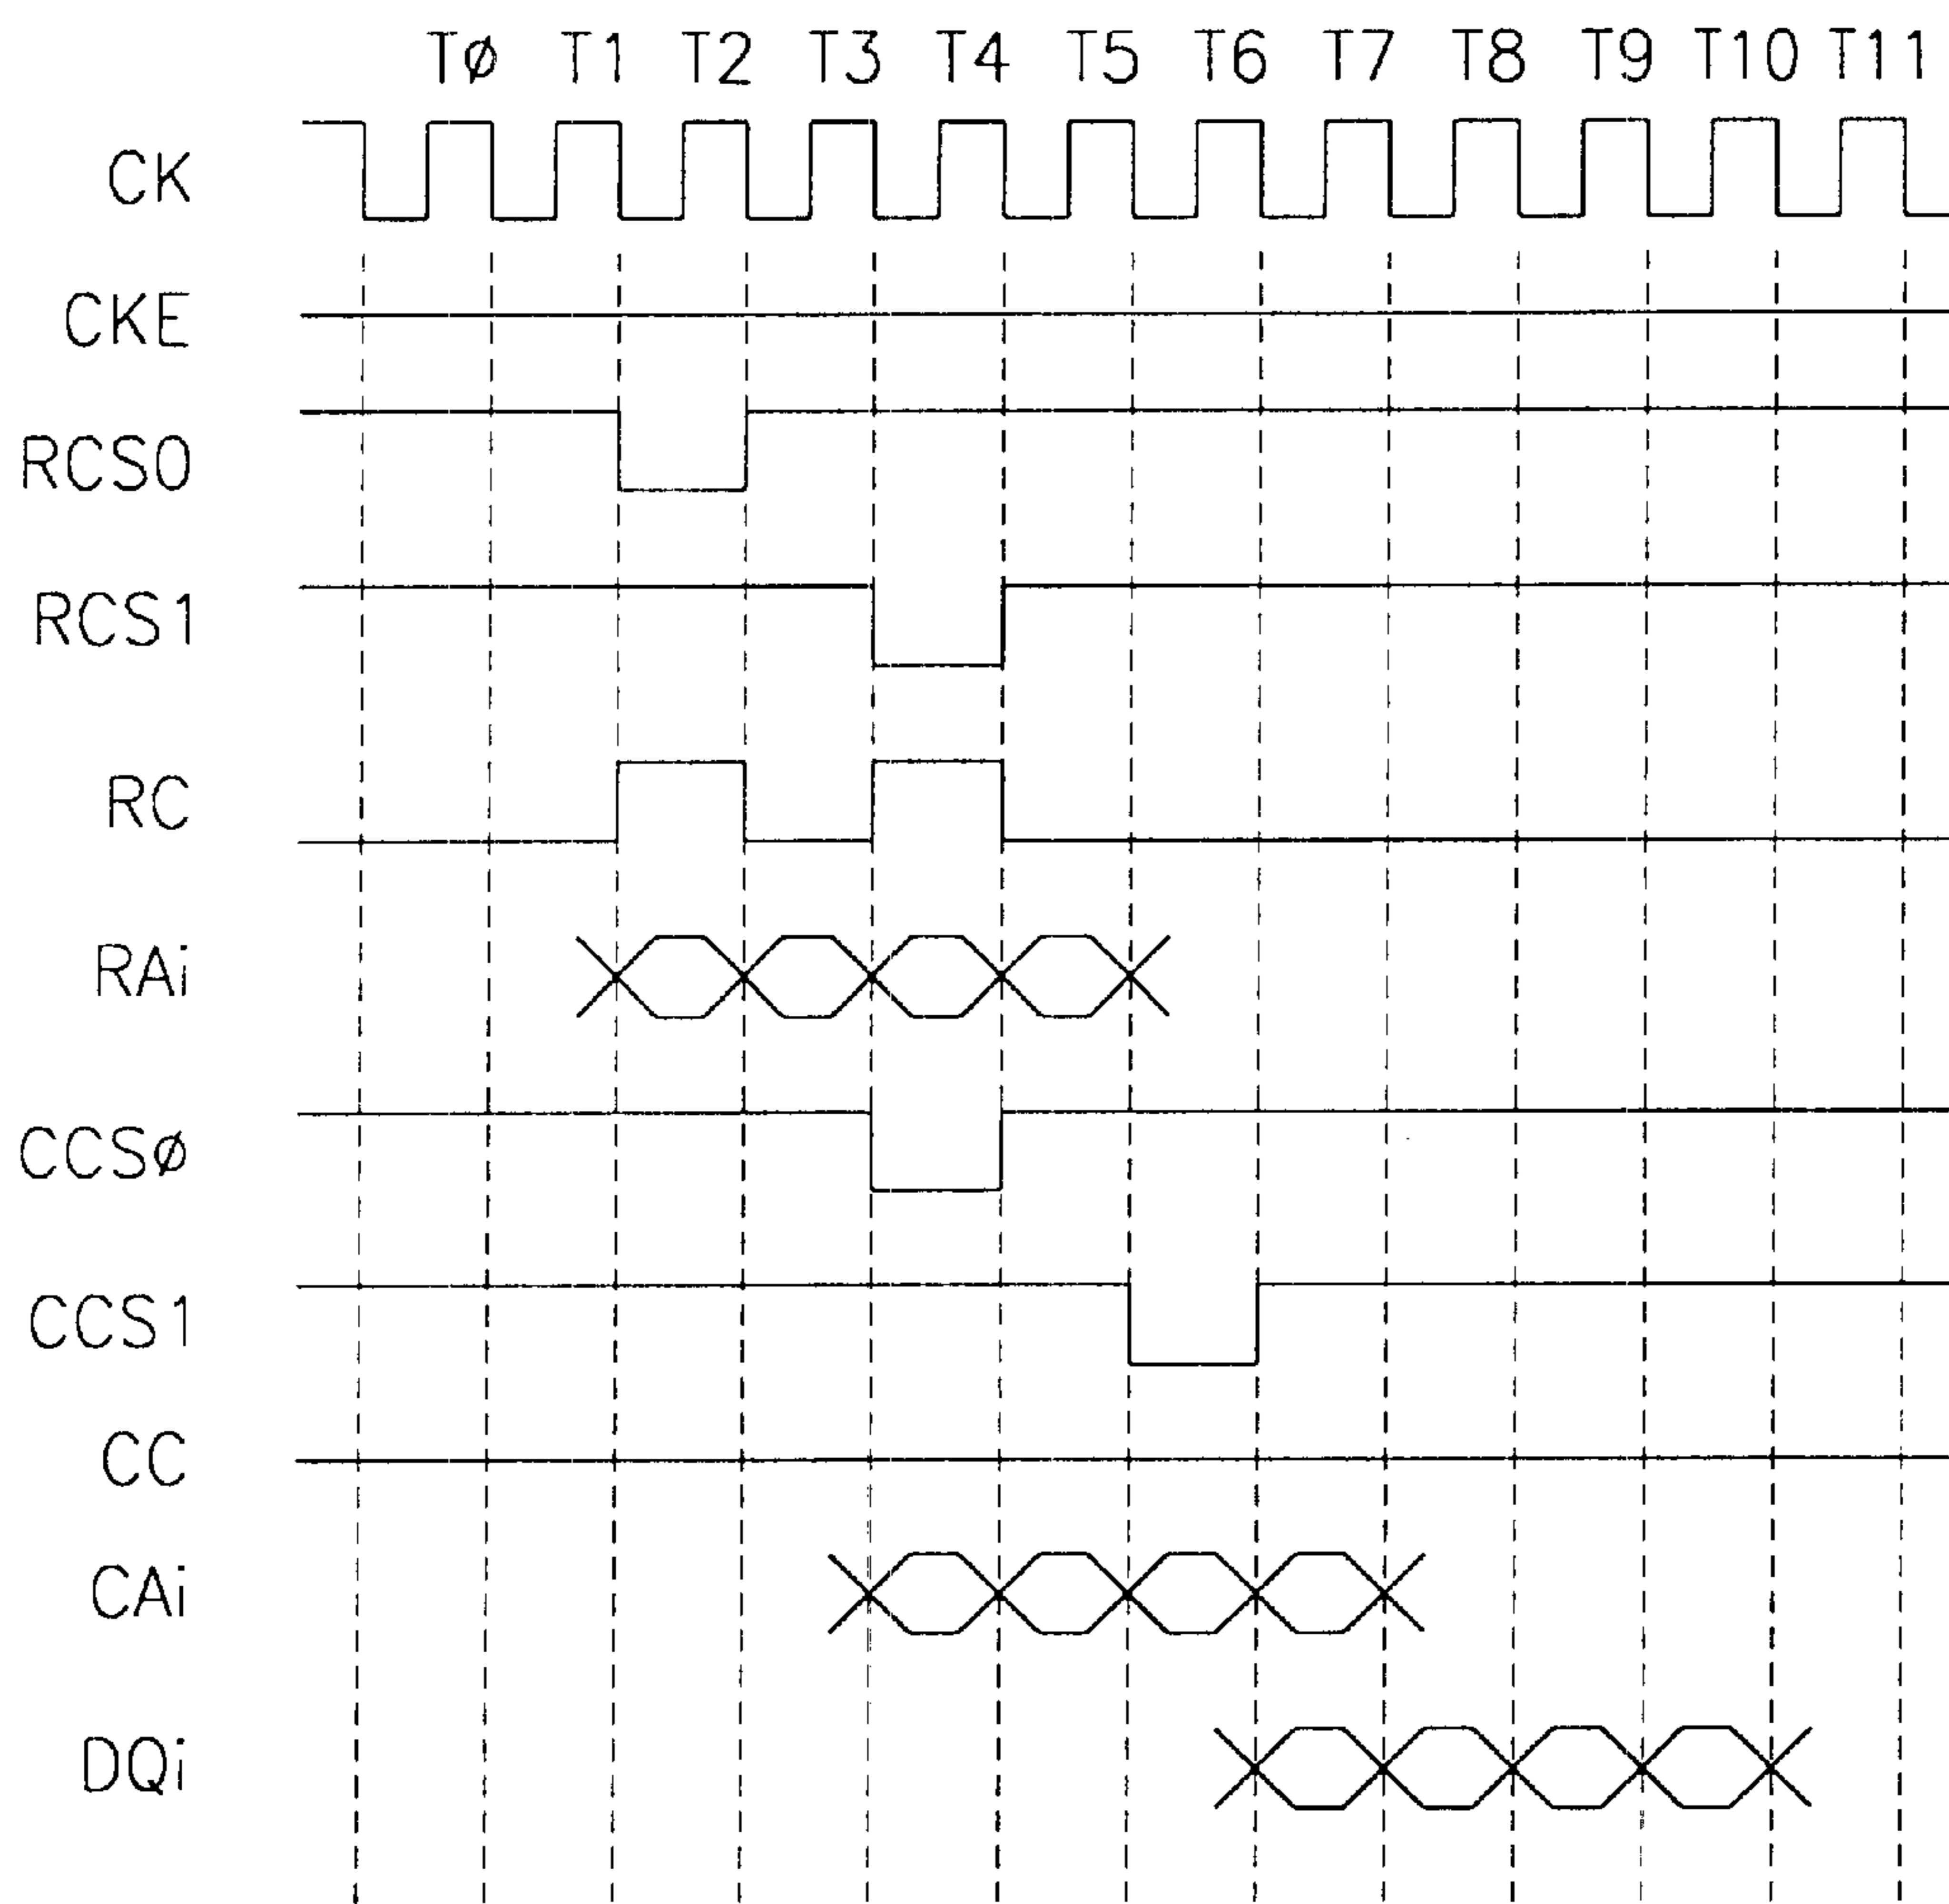 TØ T1 T2 T3 T4 T5 T6 T7 T8 T9 T10 T11
CK
CKE
RCS0
RCS1
RC
RAi
CCSØ
CCS1
CC
CAi
DQi